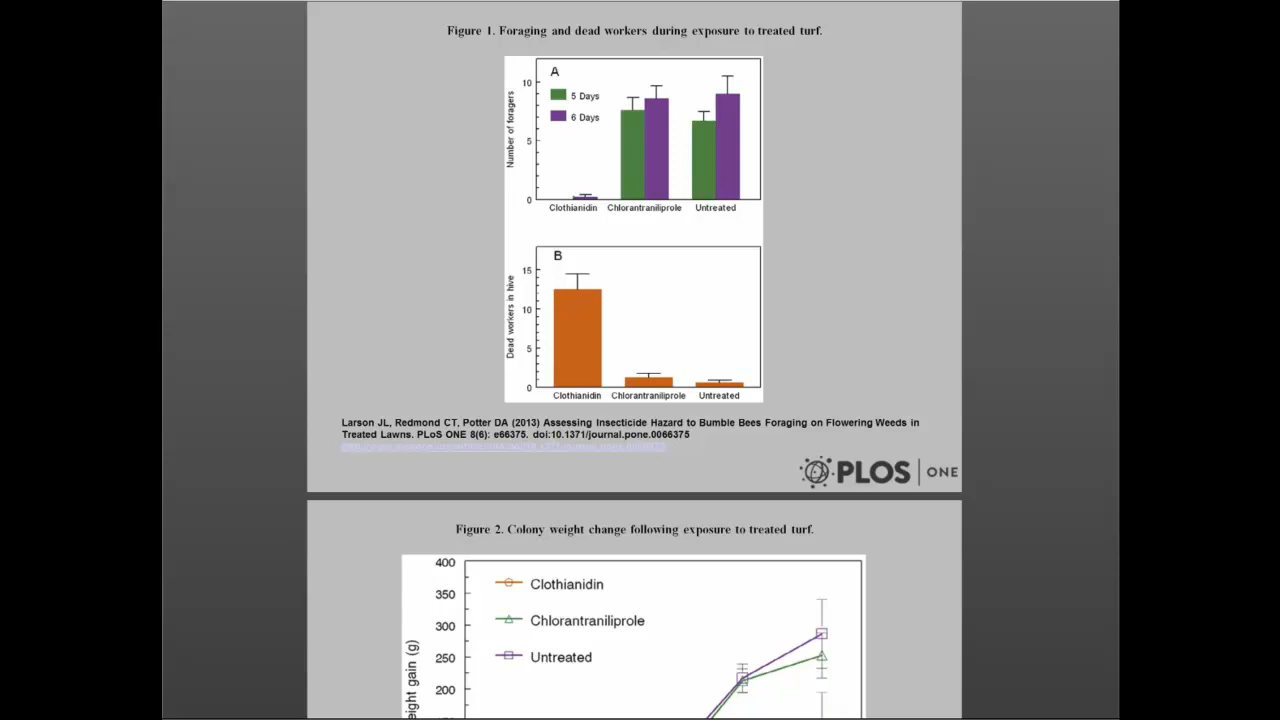 Figure 1. Foraging and dead workers during exposure to treated turf.
A
5 Days
6 Days
Number of foragers
10
5
0
Clothianidin Chlorantraniliprole Untreated
B
Dead workers in hive
15
10
5
0
Clothianidin Chlorantraniliprole Untreated
Larson JL, Redmond CT, Potter DA (2013) Assessing Insecticide Hazard to Bumble Bees Foraging on Flowering Weeds in
Treated Lawns. PLoS ONE 8(6): e66375. doi:10.1371/journal.pone.0066375
PLOS ONE
Figure 2. Colony weight change following exposure to treated turf.
400
350
300
250
200
gain (g)
Clothianidin
Chlorantraniliprole
Untreated